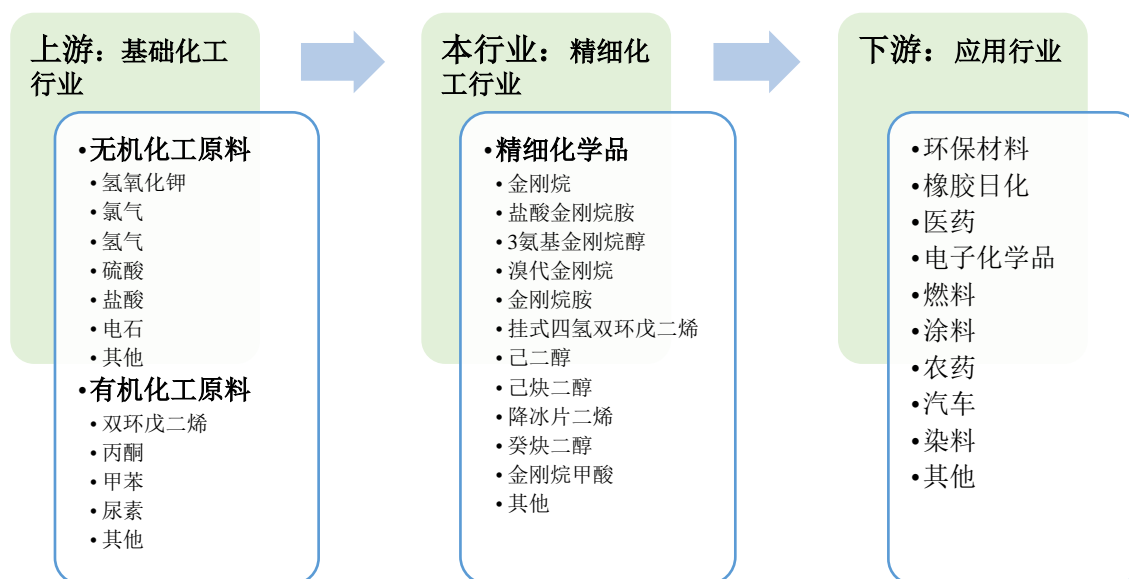 上游：基础化工
行业
•无机化工原料
•氢氧化钾
•氯气
•氢气
•硫酸
•盐酸
•电石
•其他
•有机化工原料
•双环戊二烯
•丙酮
•甲苯
•尿素
•其他
本行业：精细化
工行业
•精细化学品
•金刚烷
•盐酸金刚烷胺
•3氨基金刚烷醇
•溴代金刚烷
•金刚烷胺
•挂式四氢双环戊二烯
•己二醇
•己炔二醇
•降冰片二烯
•癸炔二醇
•金刚烷甲酸
•其他
下游：应用行业
•环保材料
•橡胶日化
•医药
•电子化学品
•燃料
•涂料
•农药
•汽车
•染料
•其他